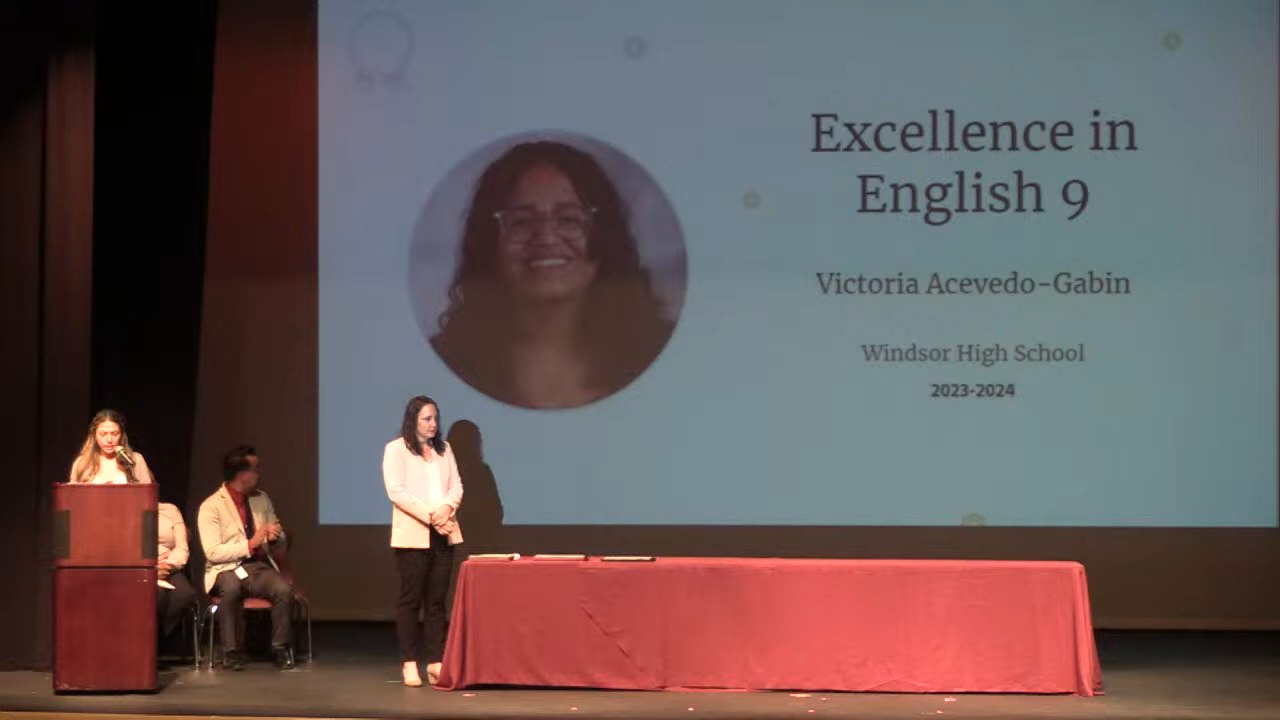 Excellence in
English 9
Victoria Acevedo-Gabin
Windsor High School
2023-2024